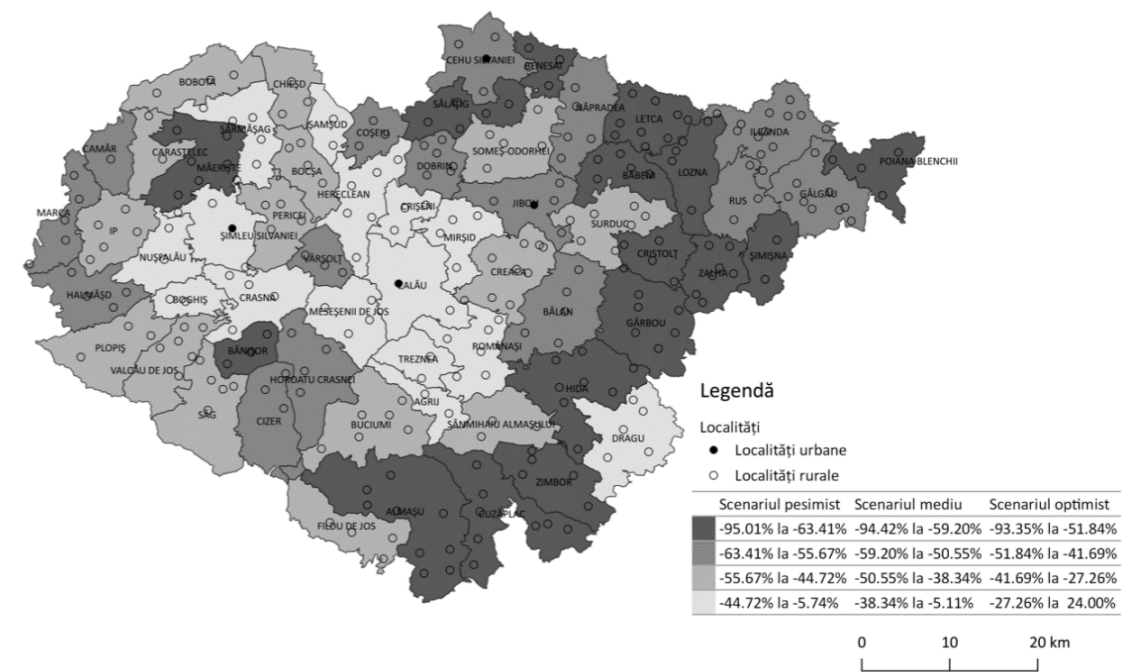 CEHU SILVANIEI
BENESAT
BOBOTA
CHIEȘD
SĂLĂȚIG
NĂPRADEA
LETCA
ILEANDA
ȘĂRMĂȘAG
ȘAMȘUD
COȘEIU
SOMEȘ-ODORHEI
CAMĂR
CARASTELEC
MĂERIȘTE
BOCȘA
DOBRIN
BĂBENI
LOZNA
POIANA BLENCHII
HERECLEAN
GÂLGĂU
MARCA
IP
PERICEI
CRIȘENI
JIBOU
RUS
ȘIMLEU SILVANIEI
MIRȘID
SURDUC
NUȘFALĂU
VÂRȘOLȚ
CREACA
CRISTOLȚ
ȘIMIȘNA
ZALHA
HALMĂȘD
BOGHIȘ
CRASNA
ZALĂU
MESEȘENII DE JOS
BĂLAN
GÂRBOU
PLOPIȘ
BĂNIȘOR
ROMÂNAȘI
TREZNEA
VALCĂU DE JOS
HOROATU CRASNEI
HIDA
AGRIJ
SÂG
CIZER
BUCIUMI
SÂNMIHAIU ALMAȘULUI
DRAGU
ZIMBOR
ALMAȘU
CUZĂPLAC
FILDU DE JOS
Legendă
Localități
Localități urbane
Localități rurale
Scenariul pesimist Scenariul mediu Scenariul optimist
-95.01% la -63.41% -94.42% la -59.20% -93.35% la -51.84%
-63.41% la -55.67% -59.20% la -50.55% -51.84% la -41.69%
-55.67% la -44.72% -50.55% la -38.34% -41.69% la -27.26%
-44.72% la -5.74% -38.34% la -5.11% -27.26% la 24.00%
0 10 20 km